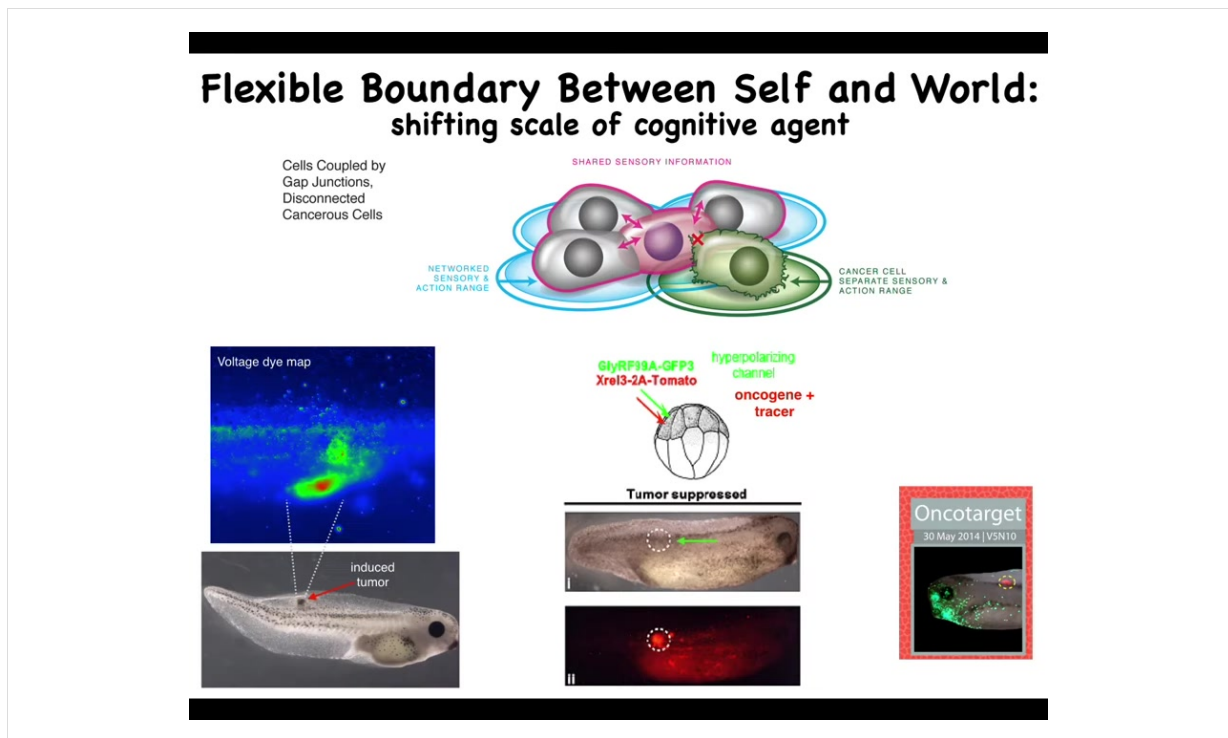 Flexible Boundary Between Self and World:
shifting scale of cognitive agent
Cells Coupled by
Gap Junctions,
Disconnected
Cancerous Cells
SHARED SENSORY INFORMATION
NETWORKED
SENSORY &
ACTION RANGE
CANCER CELL
SEPARATE SENSORY &
ACTION RANGE
Voltage dye map
induced
tumor
GlyRF99A-GFP3
Xrel3-2A-Tomato
hyperpolarizing
channel
oncogene +
tracer
Tumor suppressed
i
ii
Oncotarget
30 May 2014 | V5N10